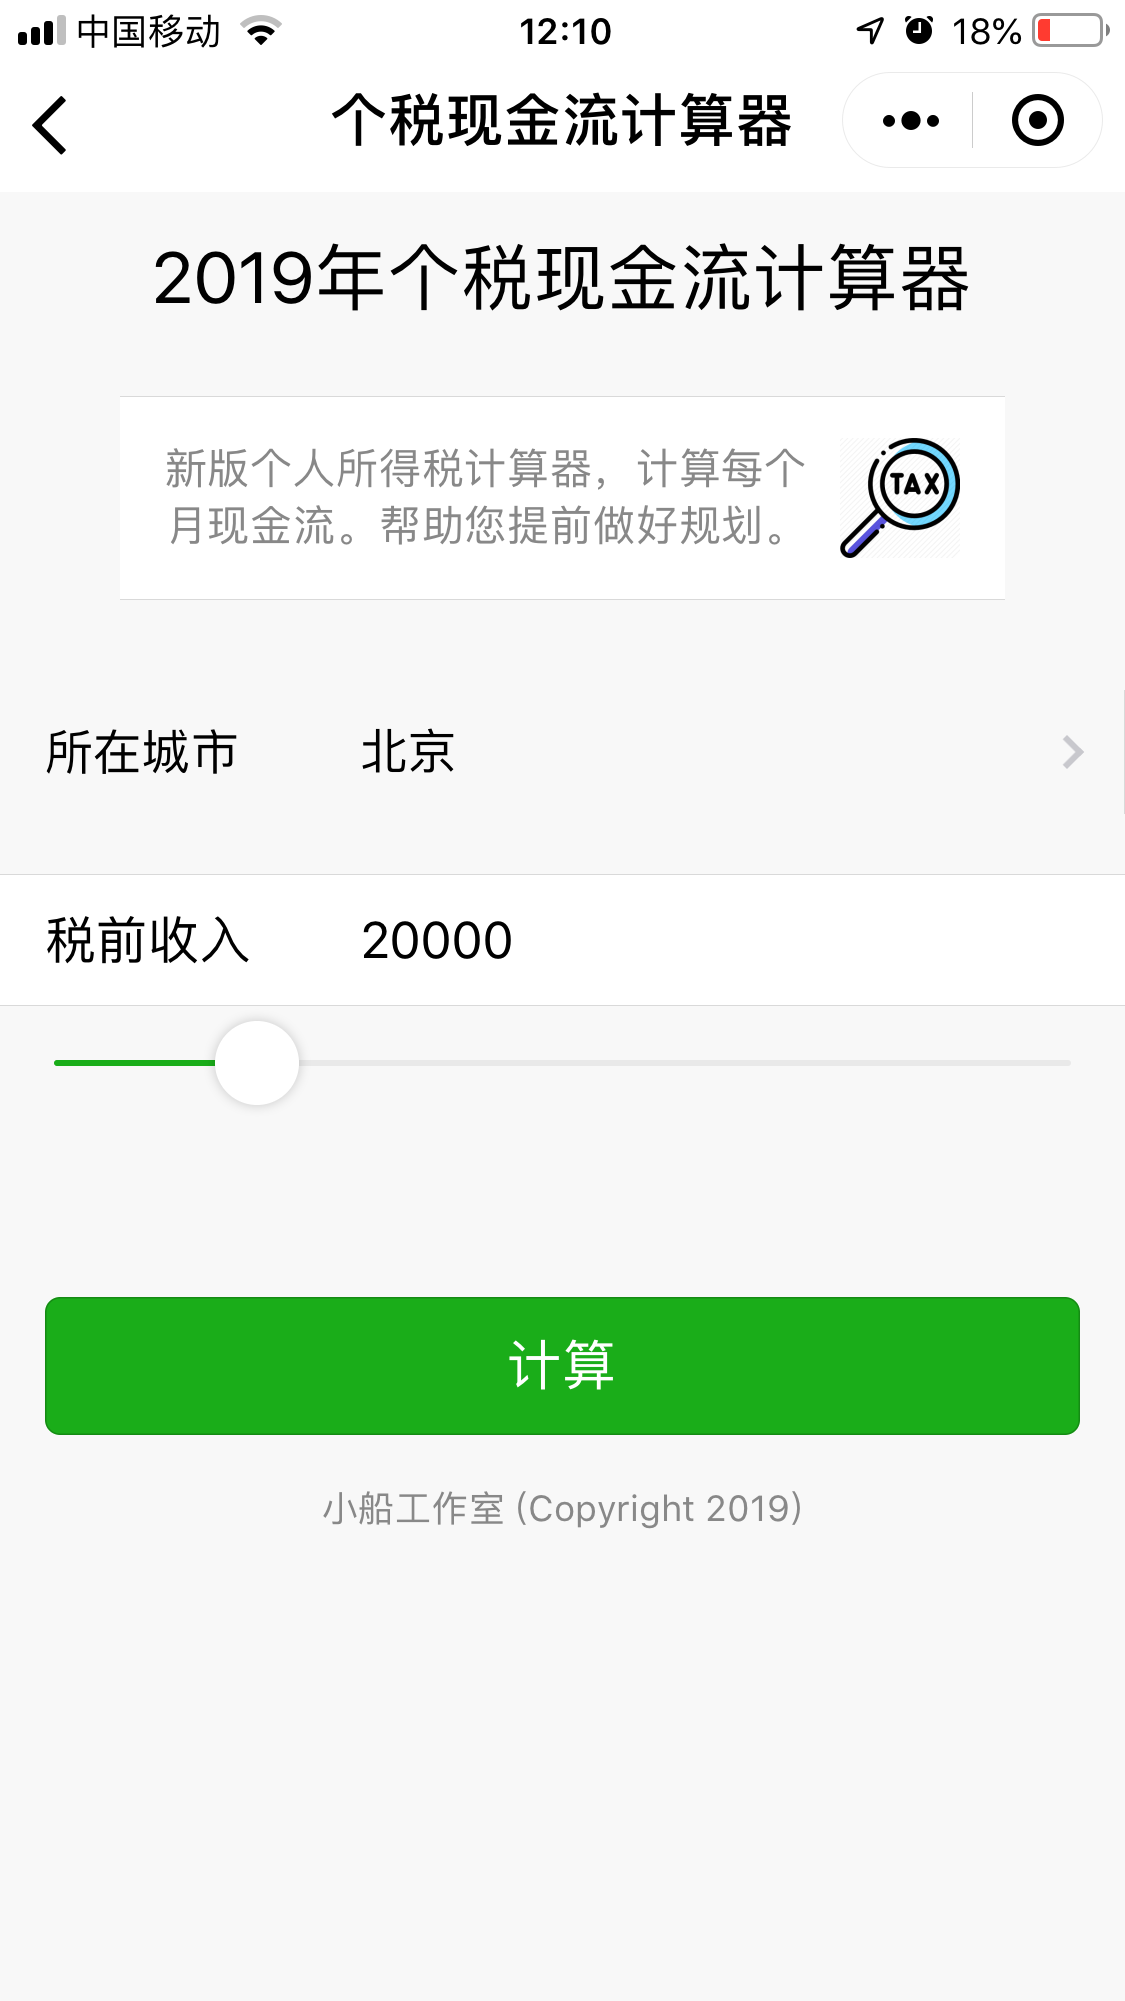 中国移动
12:10
18%
个税现金流计算器
2019年个税现金流计算器
新版个人所得税计算器，计算每个
月现金流。帮助您提前做好规划。
TAX
所在城市 北京
税前收入 20000
计算
小船工作室 (Copyright 2019)